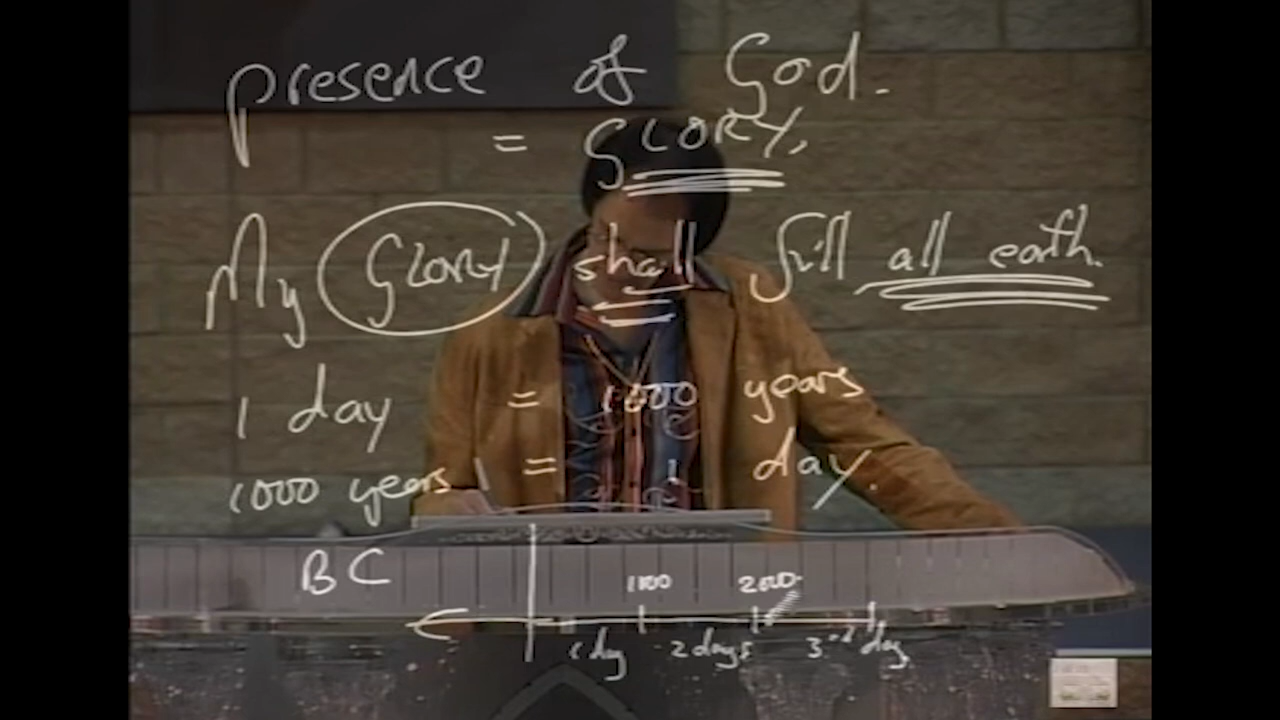 presence of God.
= GLORY,
My GLORY shall fill all earth.
1 day = 1000 years
1000 years = 1 day.
BC
1000 2000
1 day 2 days 3rd day